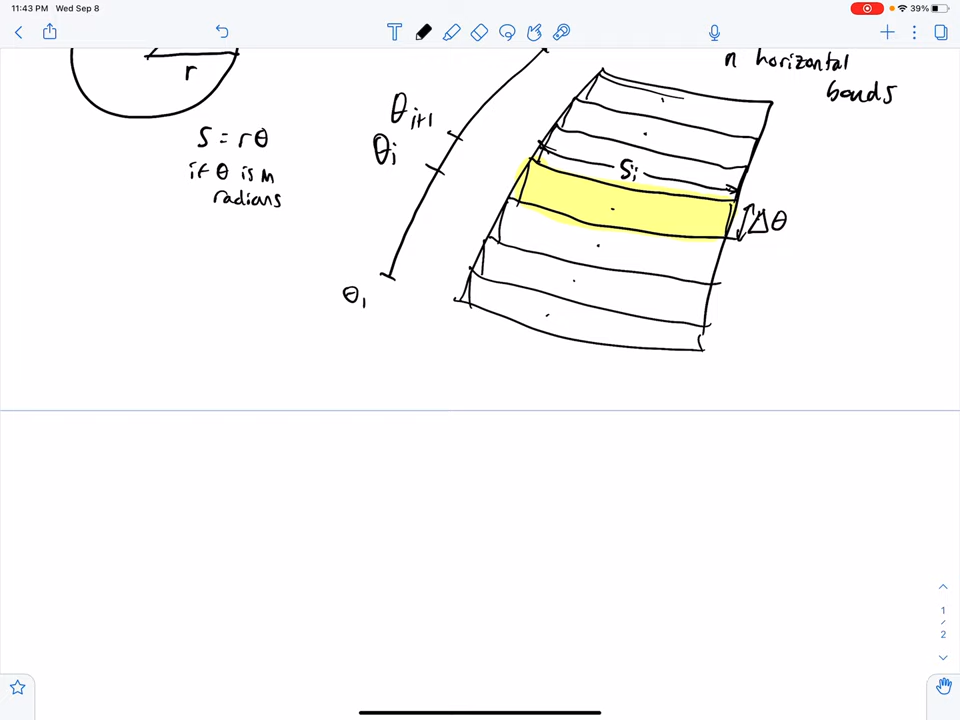 11:43 PM Wed Sep 8
39%
n horizontal
bands
r
θi+1
S = rθ
θi
if θ is in
radians
Si
Δθ
θ1
1
/
2